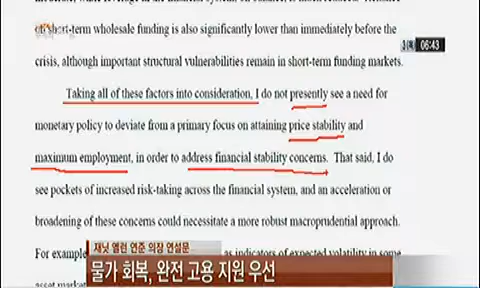 of short-term wholesale funding is also significantly lower than immediately before the
3|목| 06:43
crisis, although important structural vulnerabilities remain in short-term funding markets.
Taking all of these factors into consideration, I do not presently see a need for
monetary policy to deviate from a primary focus on attaining price stability and
maximum employment, in order to address financial stability concerns. That said, I do
see pockets of increased risk-taking across the financial system, and an acceleration or
broadening of these concerns could necessitate a more robust macroprudential approach.
For example as indicators of expected volatility in some
재닛 옐런 연준 의장 연설문
물가 회복, 완전 고용 지원 우선
asset